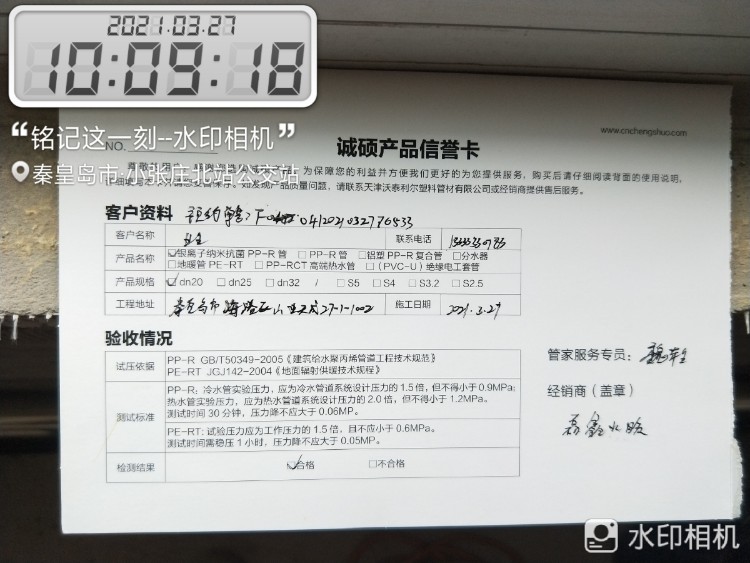 2021.03.27
10:09:18
“铭记这一刻--水印相机”
秦皇岛市·小张庄北站公交站
www.cnchengshuo.com
NO.
诚硕产品信誉卡
为保障您的利益并方便我们更好的为您提供服务，购买后请仔细阅读背面的使用说明，
如发现产品质量问题，请联系天津沃泰利尔塑料管材有限公司或经销商提供售后服务。
客户资料
客户名称 联系电话
产品名称 ☑银离子纳米抗菌 PP-R 管 □PP-R 管 □铝塑 PP-R 复合管 □分水器
□地暖管 PE-RT □PP-RCT 高端热水管 □(PVC-U) 绝缘电工套管
产品规格 ☑dn20 □dn25 □dn32 / □S5 □S4 □S3.2 □S2.5
工程地址 秦皇岛市 27-1-1002 施工日期 2021.3.27
验收情况
试压依据 PP-R GB/T50349-2005《建筑给水聚丙烯管道工程技术规范》
PE-RT JGJ142-2004《地面辐射供暖技术规程》
测试标准 PP-R：冷水管实验压力，应为冷水管道系统设计压力的 1.5 倍，但不得小于 0.9MPa；
热水管实验压力，应为热水管道系统设计压力的 2.0 倍，但不得小于 1.2MPa。
测试时间 30 分钟，压力降不应大于 0.06MP。
PE-RT：试验压力应为工作压力的 1.5 倍，且不应小于 0.6MPa。
测试时间需稳压 1 小时，压力降不应大于 0.05MP。
检测结果 ☑合格 □不合格
管家服务专员：
经销商（盖章）
磊鑫水暖
水印相机